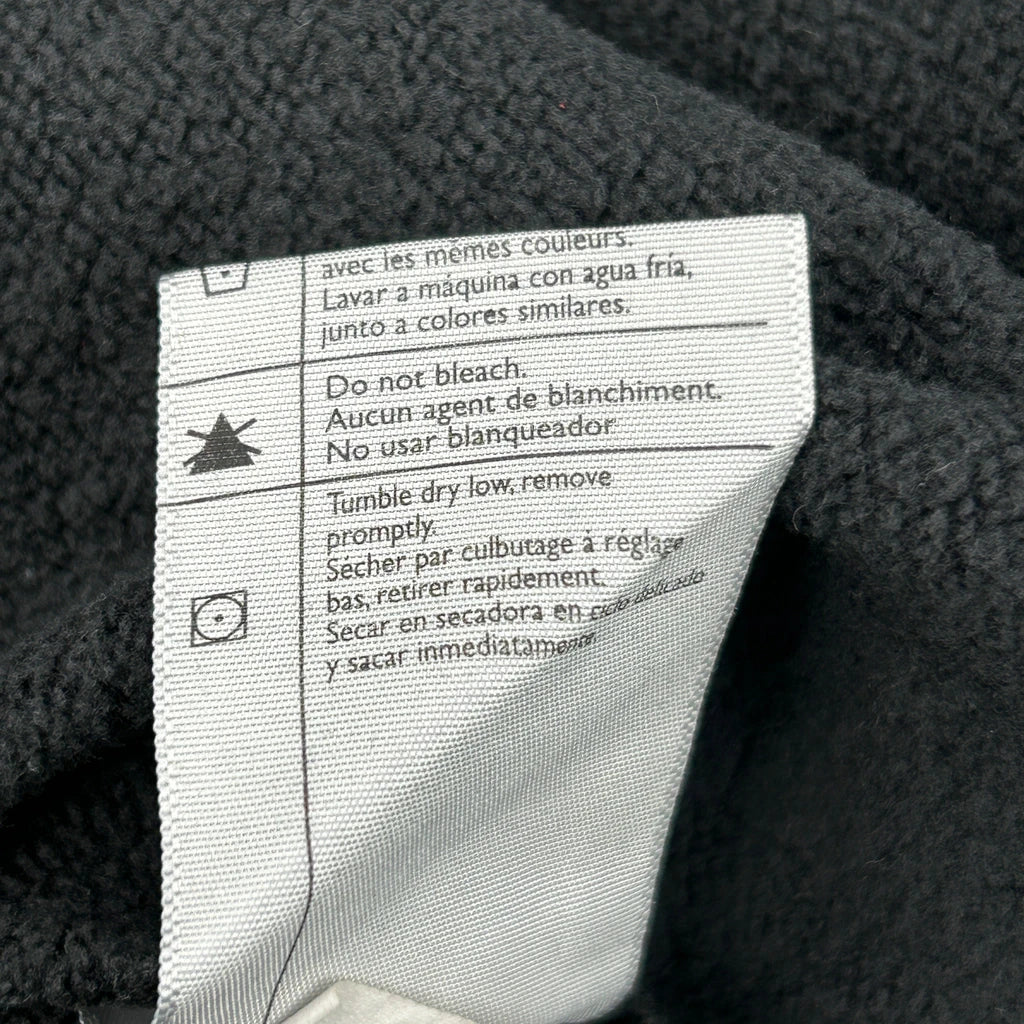 avec les mêmes couleurs.
Lavar a máquina con agua fría,
junto a colores similares.
Do not bleach.
Aucun agent de blanchiment.
No usar blanqueador
Tumble dry low, remove
promptly.
Sécher par culbutage à réglage
bas, retirer rapidement.
Secar en secadora en ciclo delicado
y sacar inmediatamente